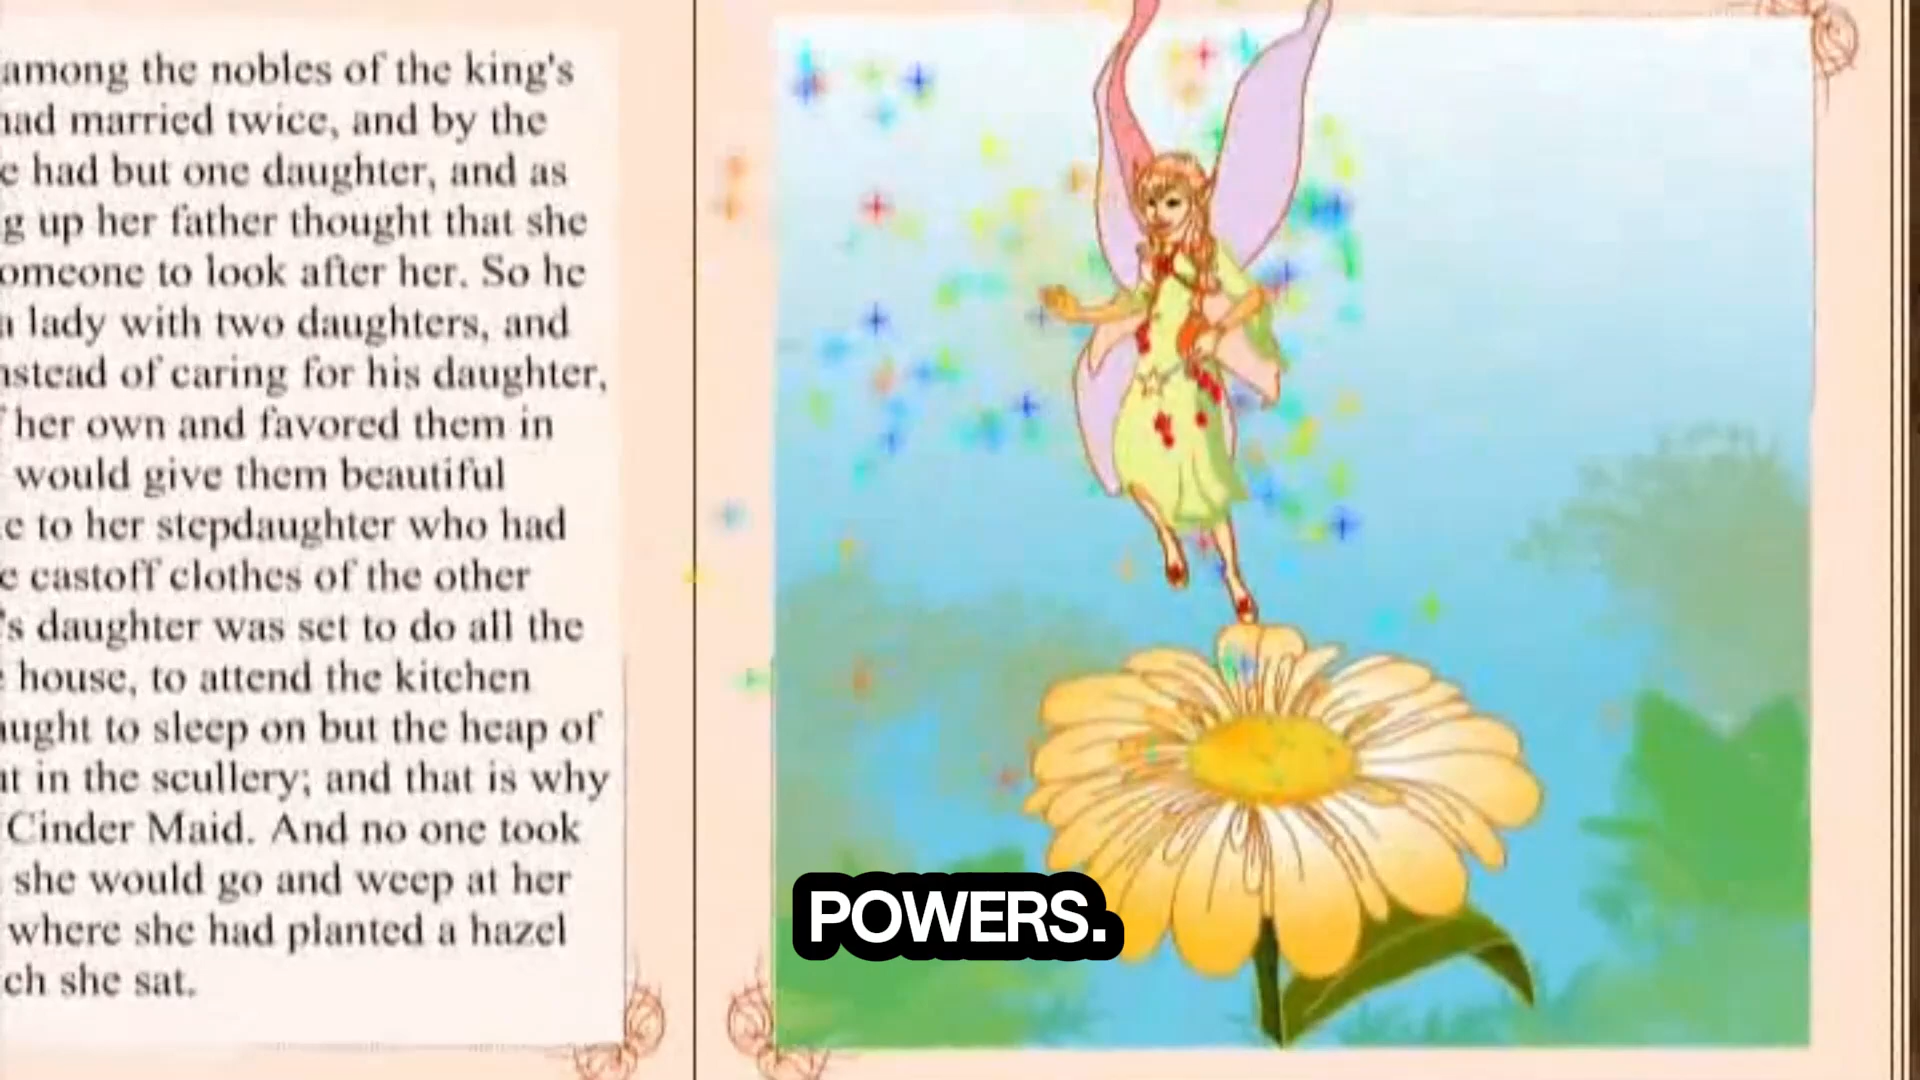 among the nobles of the king's
had married twice, and by the
had but one daughter, and as
up her father thought that she
to look after her. So he
lady with two daughters, and
of caring for his daughter,
her own and favored them in
would give them beautiful
to her stepdaughter who had
castoff clothes of the other
's daughter was set to do all the
house, to attend the kitchen
to sleep on but the heap of
in the scullery; and that is why
Cinder Maid. And no one took
she would go and weep at her
where she had planted a hazel
she sat.
POWERS.